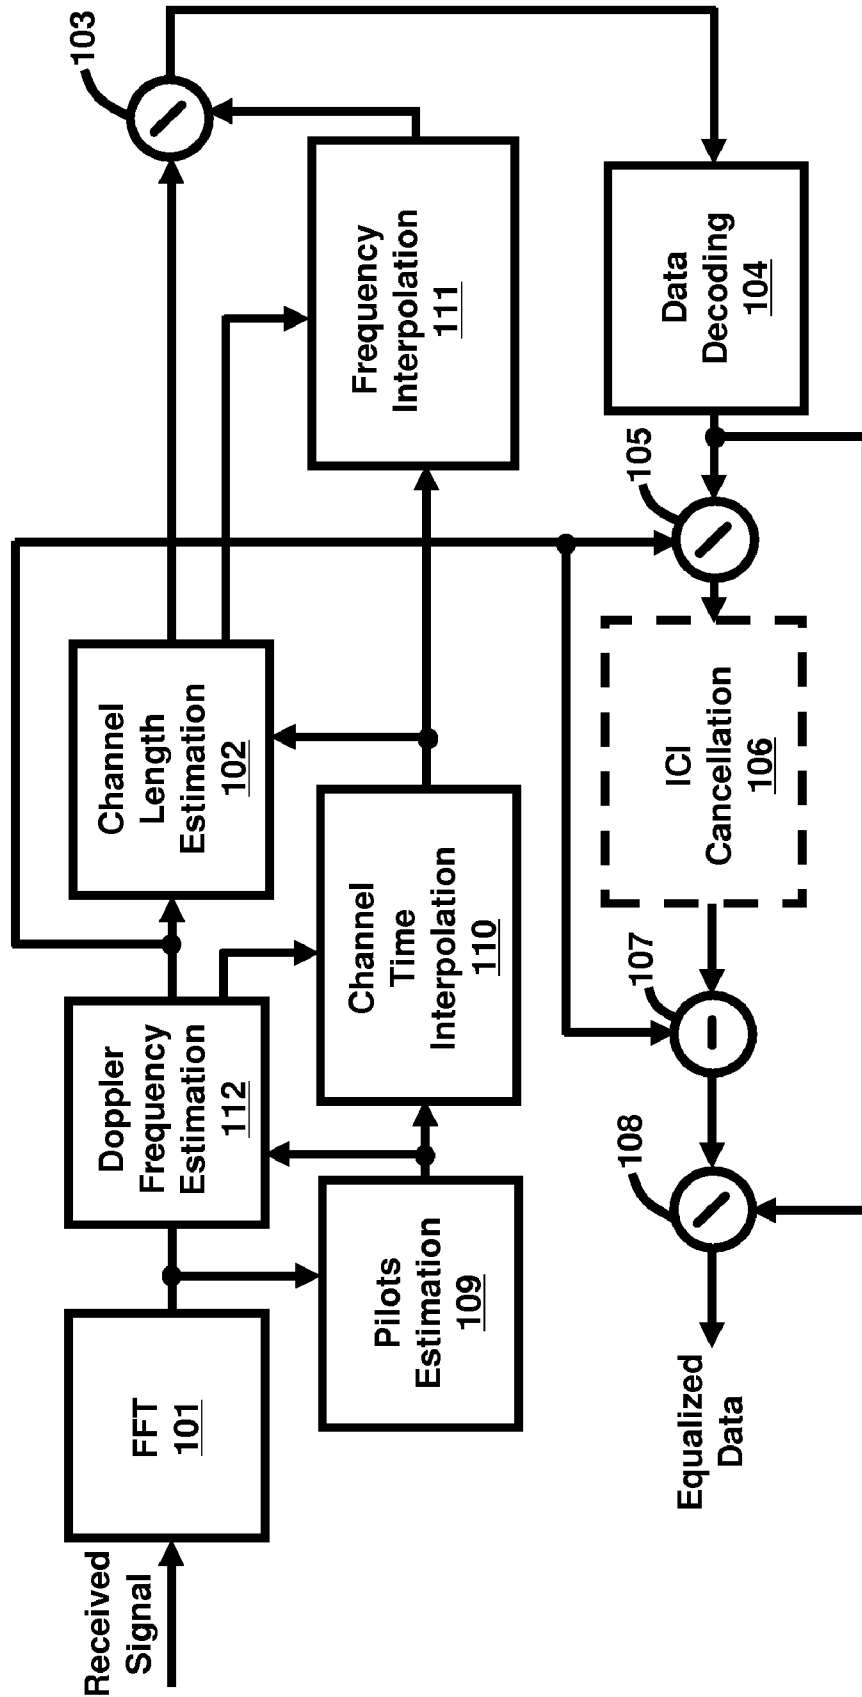 Received
Signal
FFT
101
Doppler
Frequency
Estimation
112
Channel
Length
Estimation
102
103
Pilots
Estimation
109
Channel
Time
Interpolation
110
Frequency
Interpolation
111
Equalized
Data
108
107
ICI
Cancellation
106
105
Data
Decoding
104